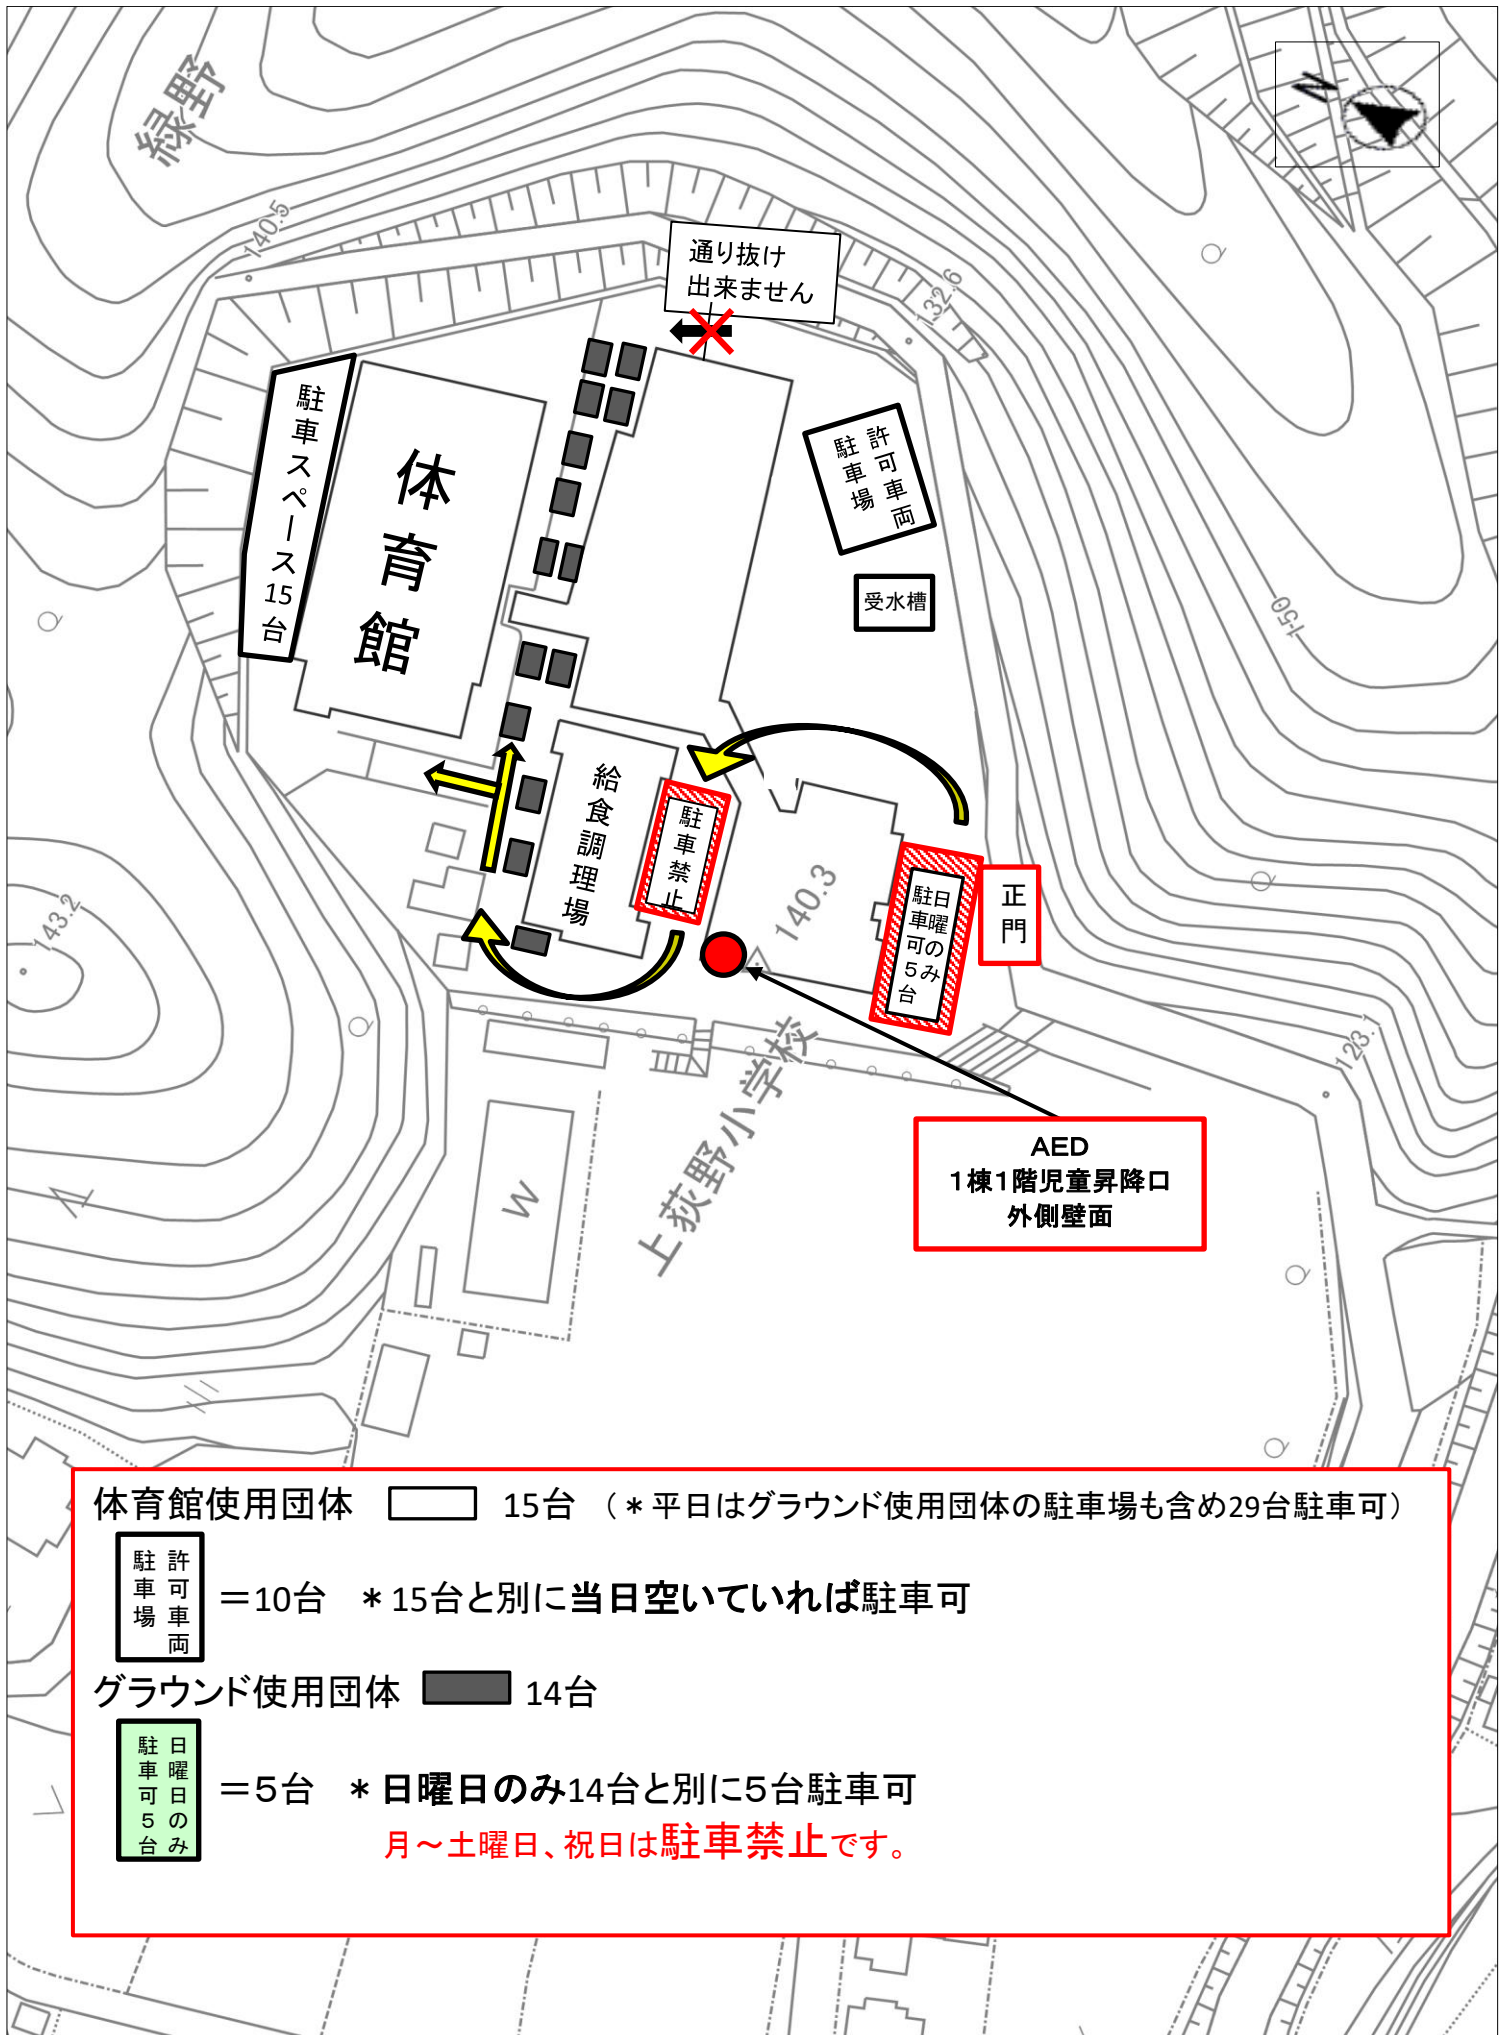 緑野
140.5
N
通り抜け
出来ません
132.6
駐車スペース15台
体育館
許可車両
駐車場
受水槽
150
給食調理場
駐車禁止
140.3
日曜のみ
駐車可5台
正門
143.2
123.1
上荻野小学校
W
AED
1棟1階児童昇降口
外側壁面
体育館使用団体 15台 （＊平日はグラウンド使用団体の駐車場も含め29台駐車可）
許可車両
駐車場
＝10台 ＊15台と別に当日空いていれば駐車可
グラウンド使用団体 14台
日曜日のみ
駐車可5台
＝5台 ＊日曜日のみ14台と別に5台駐車可
月～土曜日、祝日は駐車禁止です。